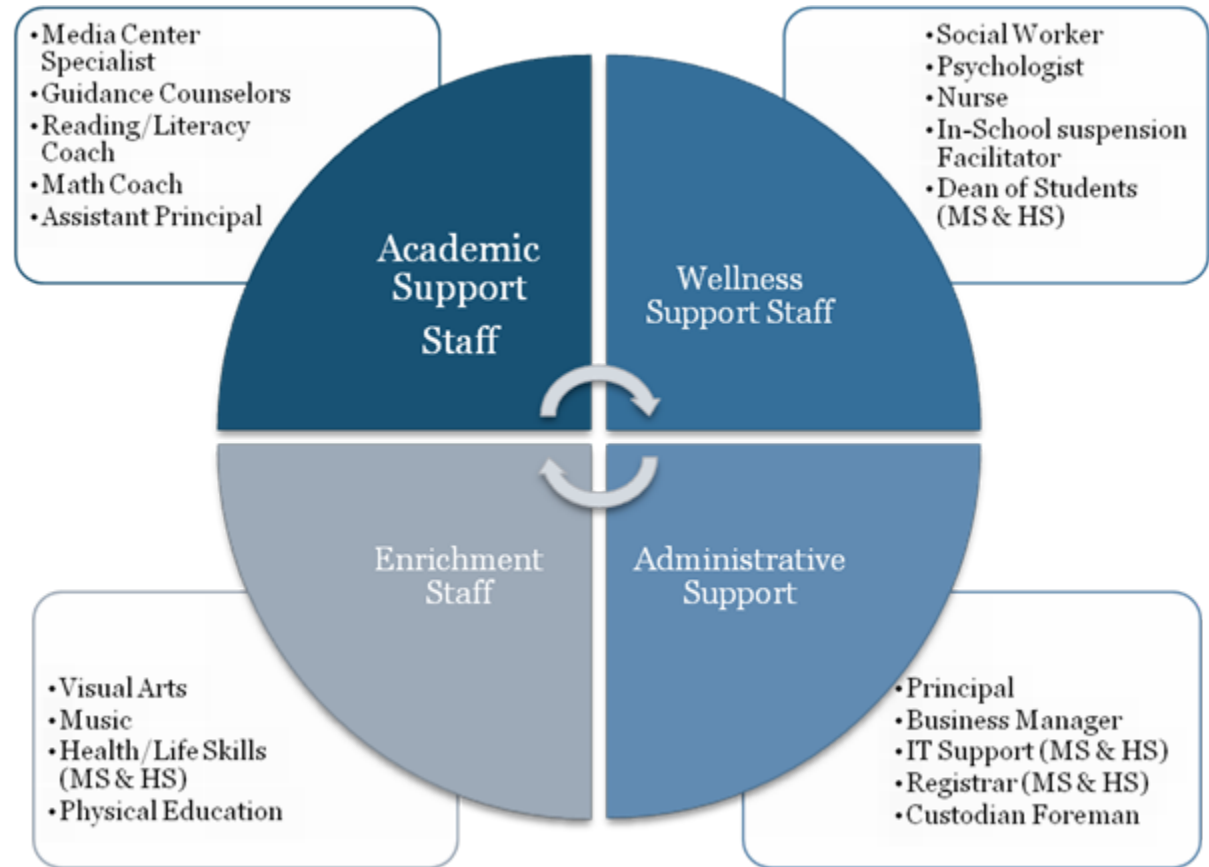 •Media Center
Specialist
•Guidance Counselors
•Reading/Literacy
Coach
•Math Coach
•Assistant Principal
•Social Worker
•Psychologist
•Nurse
•In-School suspension
Facilitator
•Dean of Students
(MS & HS)
Academic
Support
Staff
Wellness
Support Staff
Enrichment
Staff
Administrative
Support
•Visual Arts
•Music
•Health/Life Skills
(MS & HS)
•Physical Education
•Principal
•Business Manager
•IT Support (MS & HS)
•Registrar (MS & HS)
•Custodian Foreman